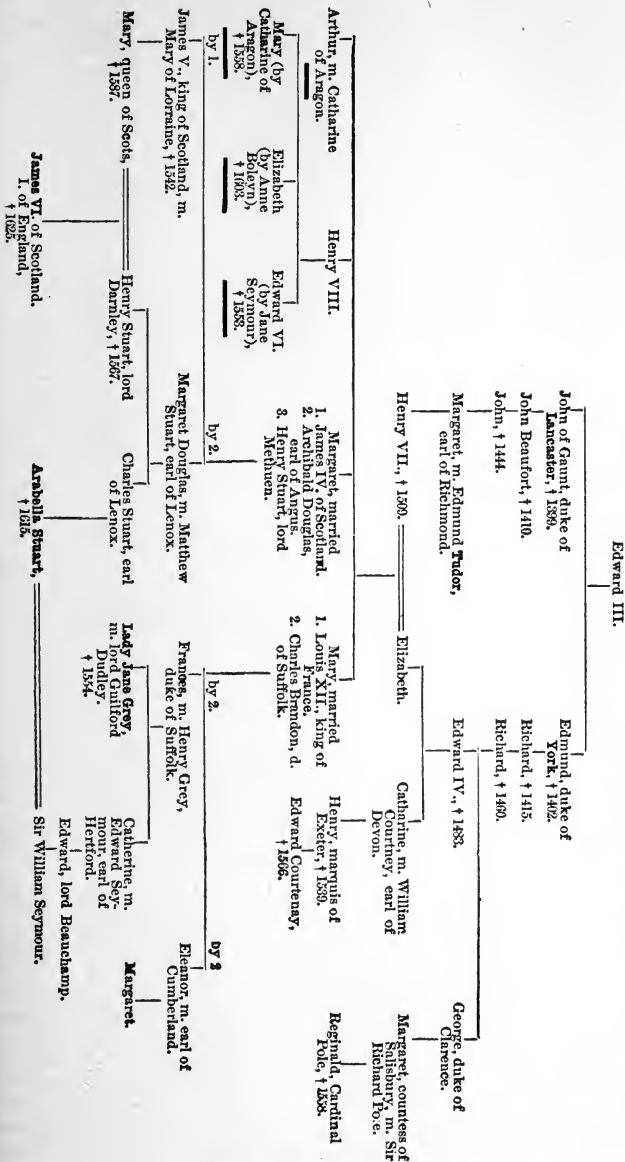 Edward III.
John of Gaunt, duke of
Lancaster, † 1399.
Edmund, duke of
York, † 1402.
John Beaufort, † 1410.
Richard, † 1415.
John, † 1444.
Richard, † 1460.
Margaret, m. Edmund Tudor,
earl of Richmond.
Edward IV., † 1483.
George, duke of
Clarence.
Henry VII., † 1509.
Elizabeth.
Catharine, m. William
Courtney, earl of
Devon.
Margaret, countess of
Salisbury, m. Sir
Richard Po'e.
Arthur, m. Catharine
of Aragon.
Henry VIII.
Margaret, married
1. James IV. of Scotland.
2. Archibald Douglas,
earl of Angus.
3. Henry Stuart, lord
Methuen.
Mary, married
1. Louis XII., king of
France.
2. Charles Brandon, d.
of Suffolk.
Henry, marquis of
Exeter, † 1539.
Reginald, Cardinal
Pole, † 1558.
Edward Courtenay,
† 1566.
Mary (by
Catharine of
Aragon),
† 1558.
Elizabeth
(by Anne
Boleyn),
† 1603.
Edward VI.
(by Jane
Seymour),
† 1553.
by 1.
by 2.
by 2.
by 2
James V., king of Scotland, m.
Mary of Lorraine, † 1542.
Margaret Douglas, m. Matthew
Stuart, earl of Lenox.
Frances, m. Henry Grey,
duke of Suffolk.
Eleanor, m. earl of
Cumberland.
Mary, queen of Scots,
† 1587.
Henry Stuart, lord
Darnley, † 1567.
Charles Stuart, earl
of Lenox.
Lady Jane Grey,
m. lord Guilford
Dudley.
† 1554.
Catherine, m.
Edward Sey-
mour, earl of
Hertford.
Margaret.
Edward, lord Beauchamp.
James VI. of Scotland.
I. of England,
† 1625.
Arabella Stuart,
† 1615.
Sir William Seymour.